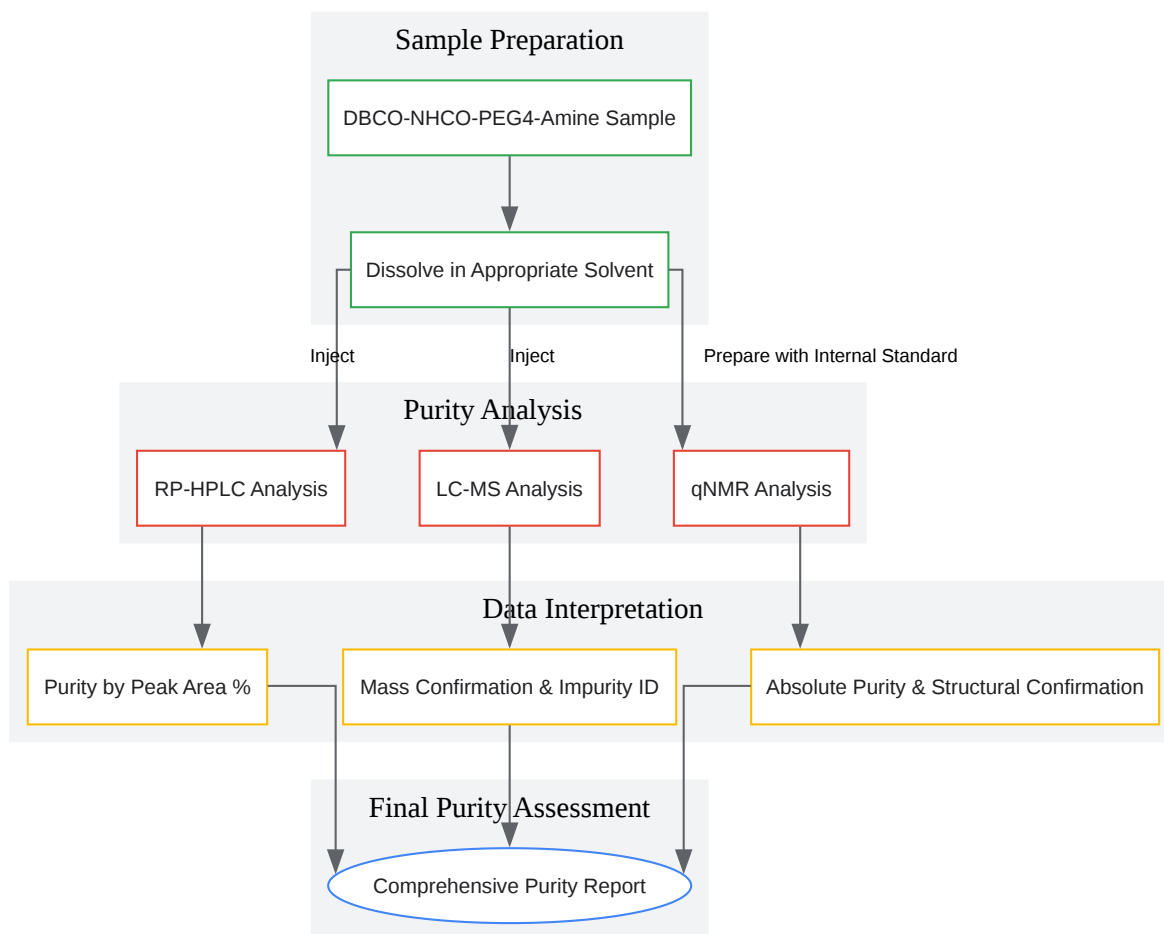 Sample Preparation
DBCO-NHCO-PEG4-Amine Sample
Dissolve in Appropriate Solvent
Inject
Inject
Prepare with Internal Standard
Purity Analysis
RP-HPLC Analysis
LC-MS Analysis
qNMR Analysis
Data Interpretation
Purity by Peak Area %
Mass Confirmation & Impurity ID
Absolute Purity & Structural Confirmation
Final Purity Assessment
Comprehensive Purity Report